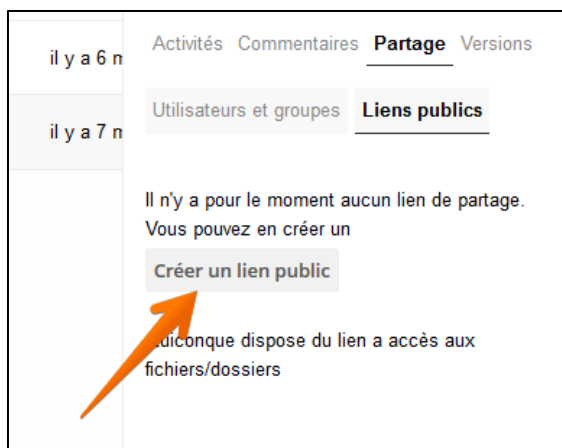 Activités Commentaires Partage Versions
il y a 6 m
Utilisateurs et groupes Liens publics
il y a 7 m
Il n'y a pour le moment aucun lien de partage.
Vous pouvez en créer un
Créer un lien public
dispose du lien a accès aux
fichiers/dossiers